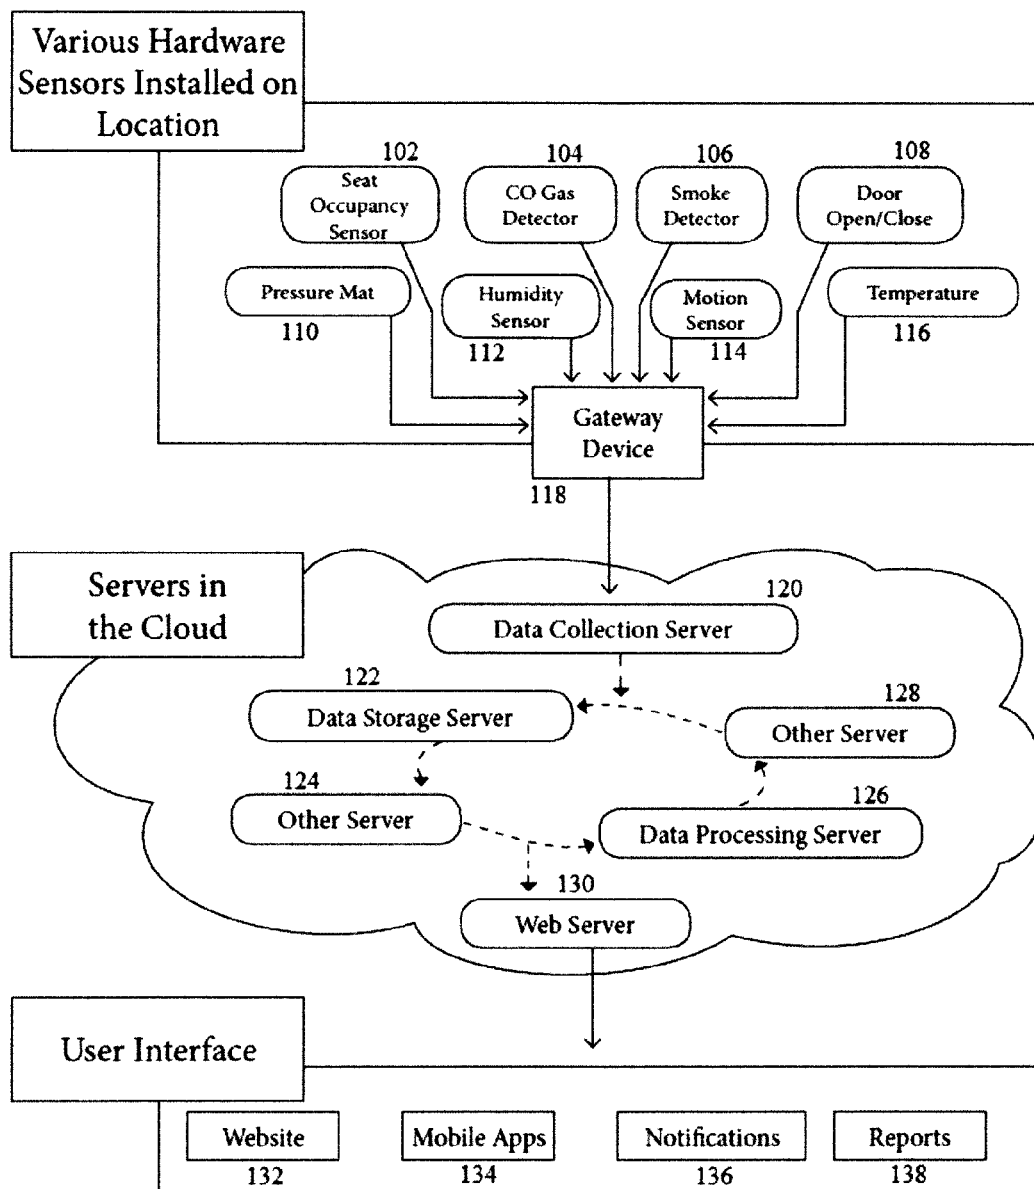 Various Hardware
Sensors Installed on
Location
102
104
106
108
Seat
Occupancy
Sensor
CO Gas
Detector
Smoke
Detector
Door
Open/Close
Pressure Mat
Humidity
Sensor
Motion
Sensor
Temperature
110
112
114
116
Gateway
Device
118
Servers in
the Cloud
120
Data Collection Server
122
Data Storage Server
128
Other Server
124
Other Server
126
Data Processing Server
130
Web Server
User Interface
Website
Mobile Apps
Notifications
Reports
132
134
136
138